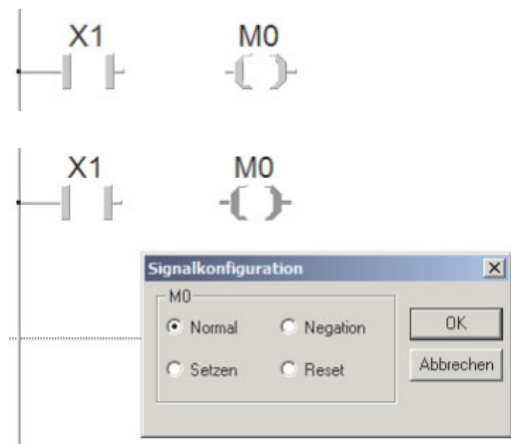 X1 M0
X1 M0
Signalkonfiguration
M0
Normal Negation OK
Setzen Reset Abbrechen